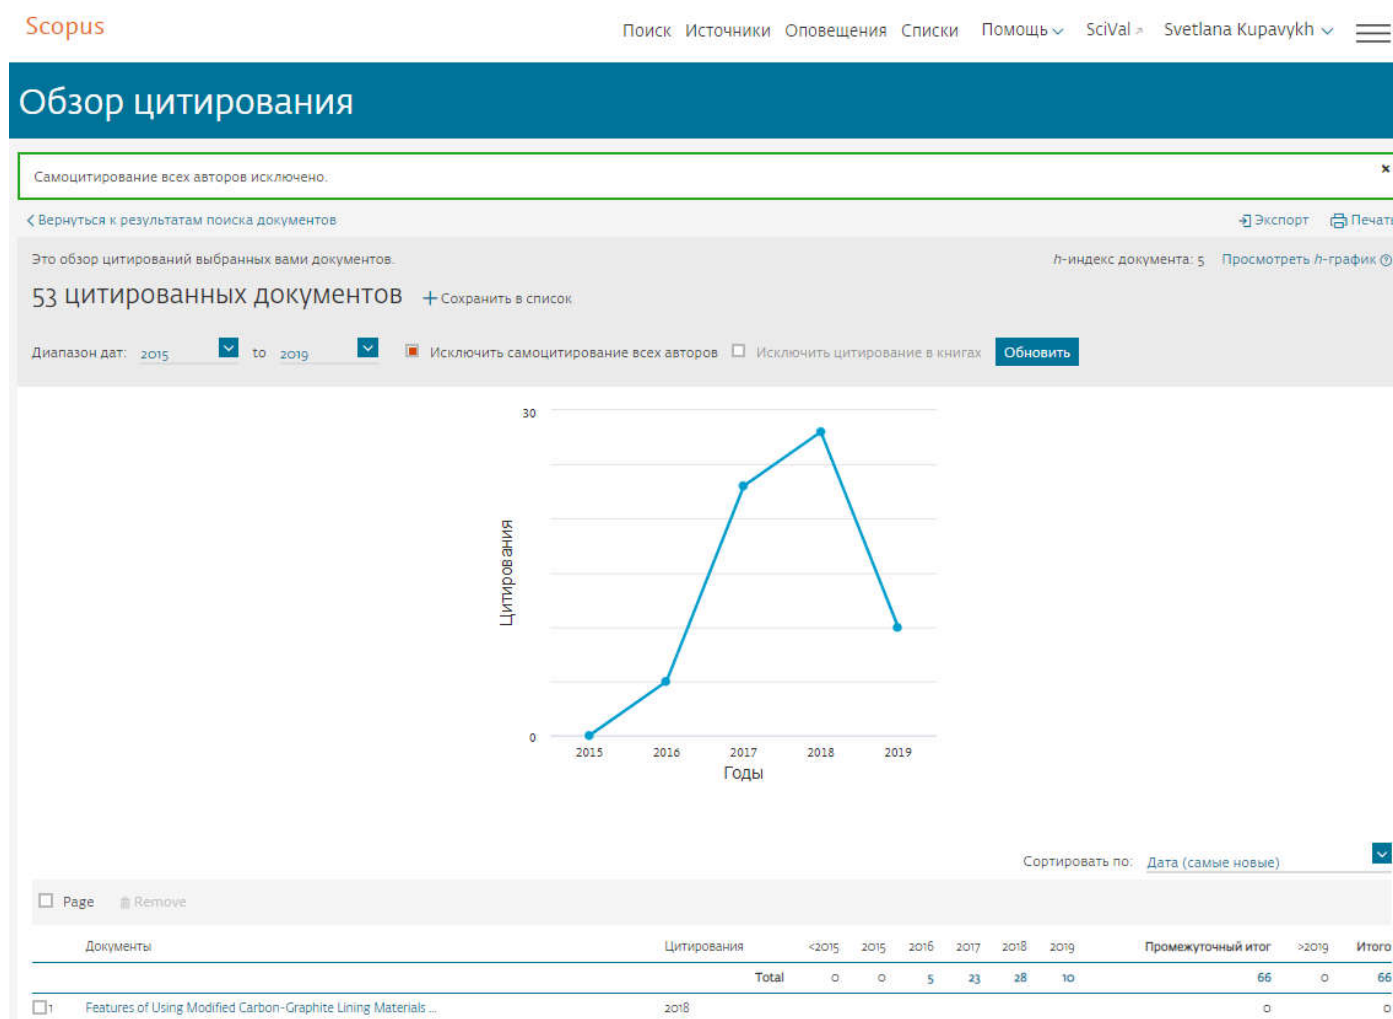 Scopus
Поиск Источники Оповещения Списки Помощь SciVal Svetlana Kupavykh
Обзор цитирования
Самоцитирование всех авторов исключено.
Вернуться к результатам поиска документов
Экспорт Печать
Это обзор цитирований выбранных вами документов.
h-индекс документа: 5 Просмотреть h-график
53 цитированных документов +Сохранить в список
Диапазон дат: 2015 to 2019 Исключить самоцитирование всех авторов Исключить цитирование в книгах Обновить
30
Цитирования
0
2015 2016 2017 2018 2019
Годы
Сортировать по: Дата (самые новые)
Page Remove
Документы Цитирования <2015 2015 2016 2017 2018 2019 Промежуточный итог >2019 Итого
Total 0 0 5 23 28 10 66 0 66
1 Features of Using Modified Carbon-Graphite Lining Materials ... 2018 0 0